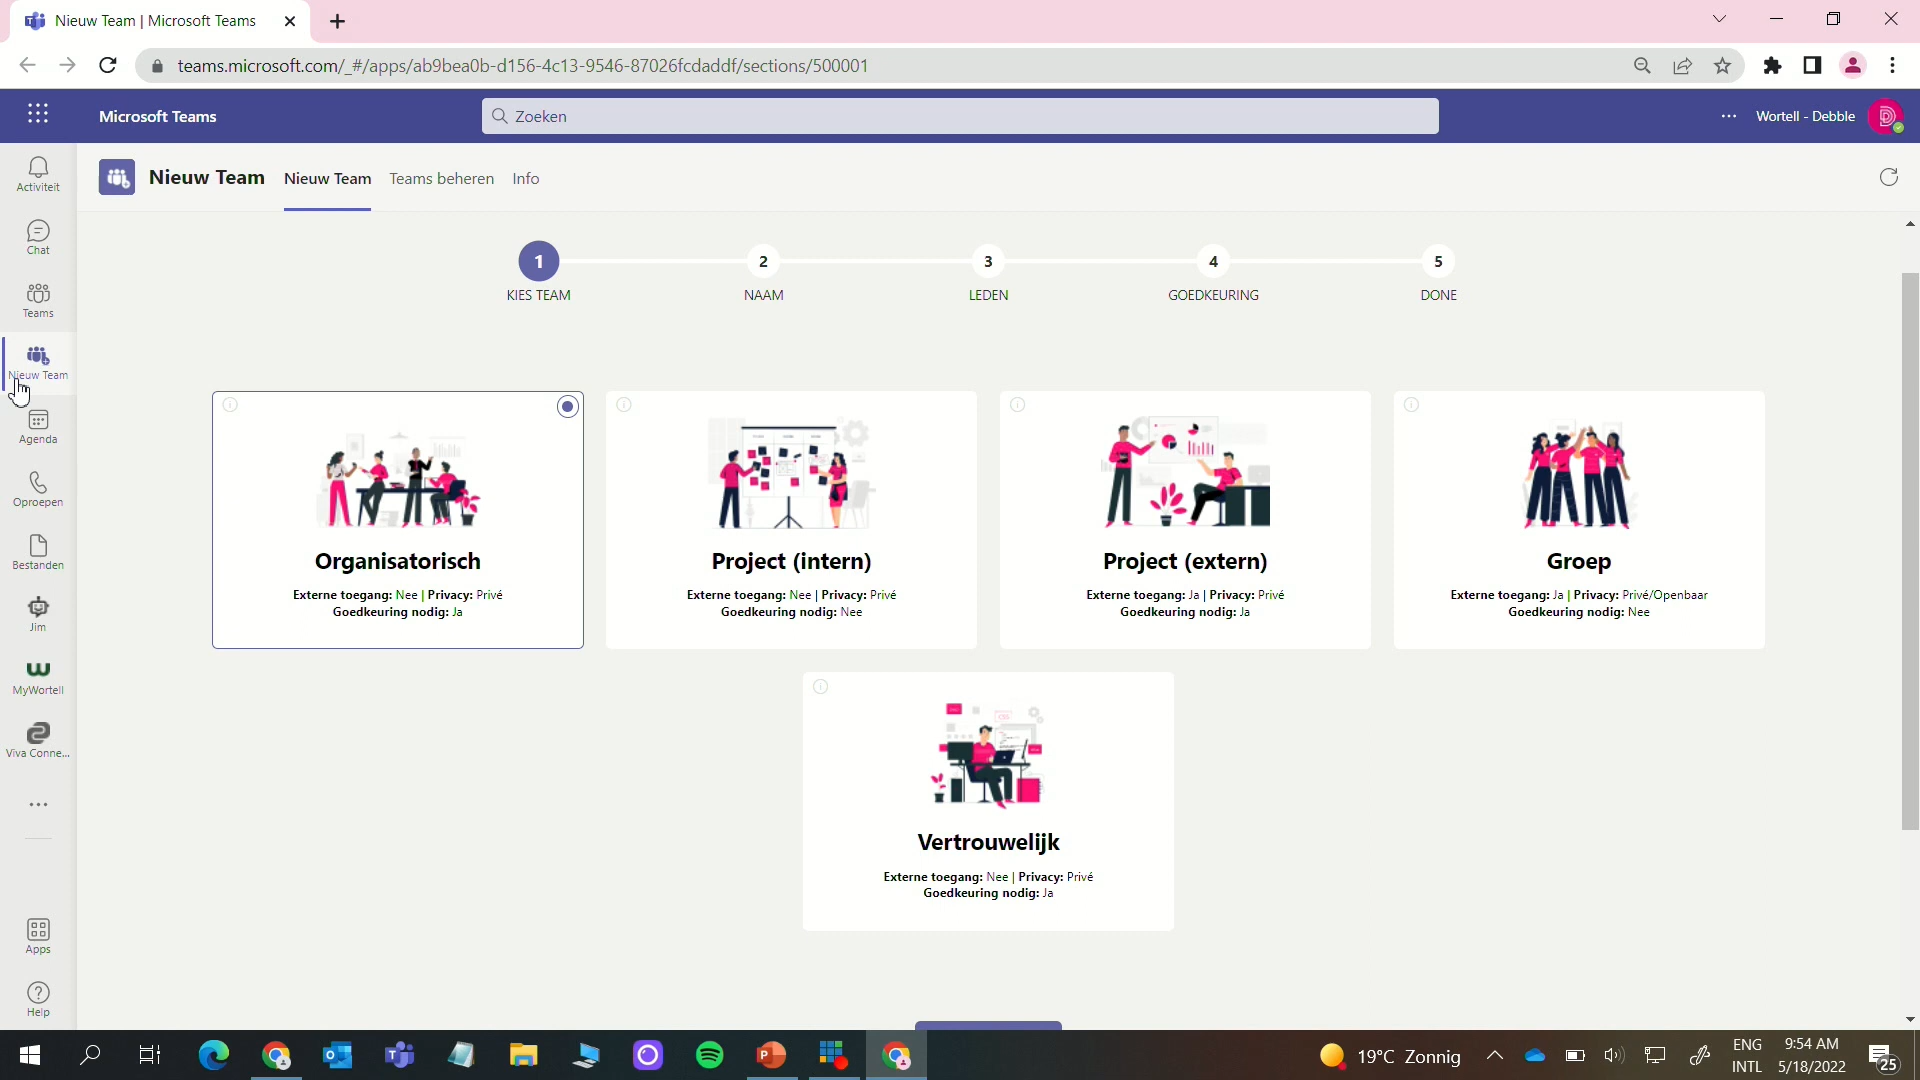 Nieuw Team | Microsoft Teams
teams.microsoft.com/_#/apps/ab9bea0b-d156-4c13-9546-87026fcdaddf/sections/500001
Microsoft Teams
Zoeken
Wortell - Debble
Activiteit
Chat
Teams
Nieuw Team
Agenda
Oproepen
Bestanden
Jim
MyWortell
Viva Conne...
Apps
Help
Nieuw Team
Nieuw Team
Teams beheren
Info
1
2
3
4
5
KIES TEAM
NAAM
LEDEN
GOEDKEURING
DONE
Organisatorisch
Externe toegang: Nee | Privacy: Privé
Goedkeuring nodig: Ja
Project (intern)
Externe toegang: Nee | Privacy: Privé
Goedkeuring nodig: Nee
Project (extern)
Externe toegang: Ja | Privacy: Privé
Goedkeuring nodig: Ja
Groep
Externe toegang: Ja | Privacy: Privé/Openbaar
Goedkeuring nodig: Nee
Vertrouwelijk
Externe toegang: Nee | Privacy: Privé
Goedkeuring nodig: Ja
19°C Zonnig
ENG
INTL
9:54 AM
5/18/2022
25